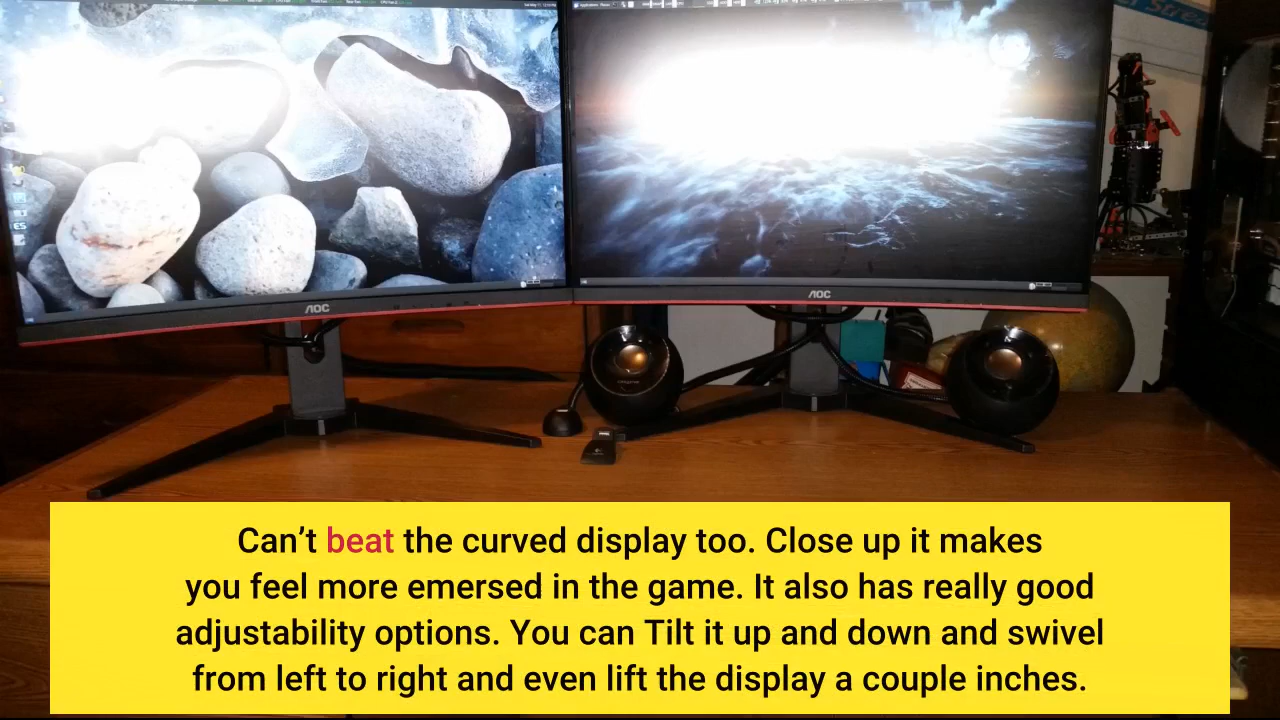 AOC
AOC
Can’t beat the curved display too. Close up it makes
you feel more emersed in the game. It also has really good
adjustability options. You can Tilt it up and down and swivel
from left to right and even lift the display a couple inches.